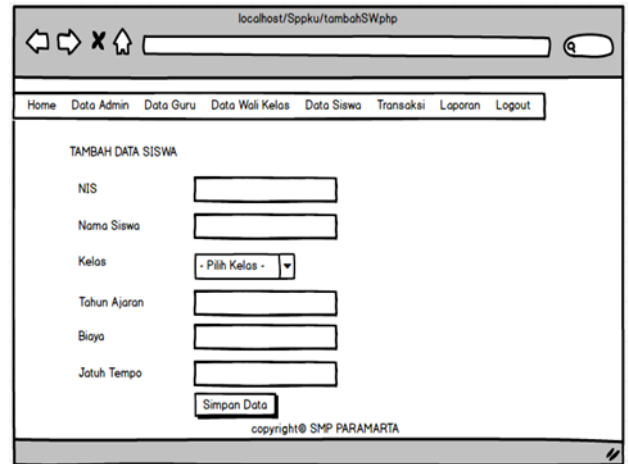 localhost/Sppku/tambahSW.php
Home Data Admin Data Guru Data Wali Kelas Data Siswa Transaksi Laporan Logout
TAMBAH DATA SISWA
NIS
Nama Siswa
Kelas - Pilih Kelas -
Tahun Ajaran
Biaya
Jatuh Tempo
Simpan Data
copyright© SMP PARAMARTA